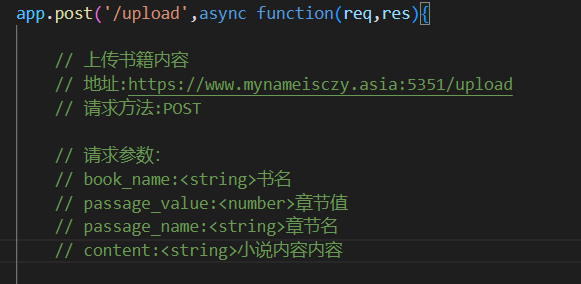 app.post('/upload',async function(req,res){
// 上传书籍内容
// 地址:https://www.mynameisczy.asia:5351/upload
// 请求方法:POST
// 请求参数:
// book_name:<string>书名
// passage_value:<number>章节值
// passage_name:<string>章节名
// content:<string>小说内容内容